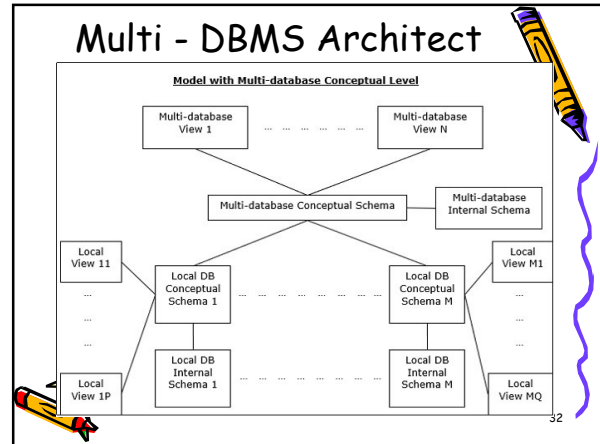 Multi - DBMS Architect
Model with Multi-database Conceptual Level
Multi-database
View 1
... ... ... ... ... ...
Multi-database
View N
Multi-database Conceptual Schema
Multi-database
Internal Schema
Local
View 11
...
...
...
Local
View 1P
Local DB
Conceptual
Schema 1
... ... ... ... ... ... ...
Local DB
Conceptual
Schema M
Local
View M1
...
...
...
Local
View MQ
Local DB
Internal
Schema 1
... ... ... ... ... ... ...
Local DB
Internal
Schema M
32